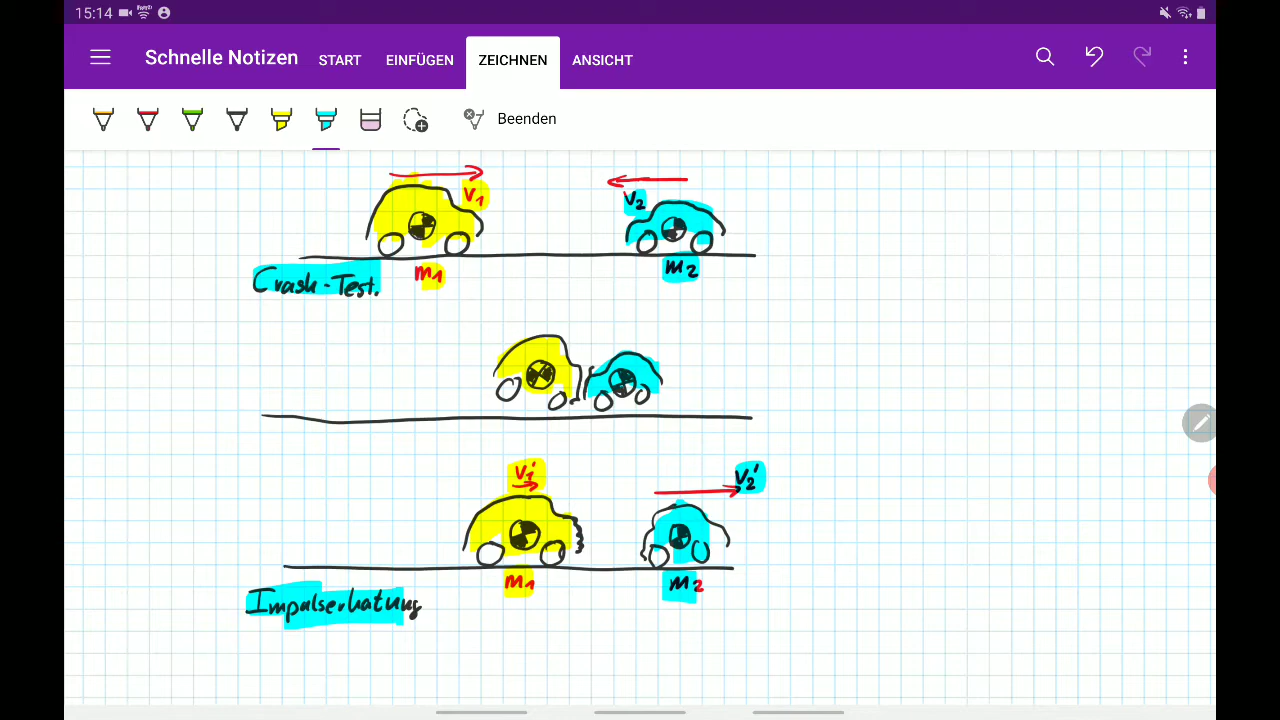 15:14
Schnelle Notizen START EINFÜGEN ZEICHNEN ANSICHT
Beenden
v1 v2
m1 m2
Crash-Test.
v1' v2'
m1 m2
Impulserhatung